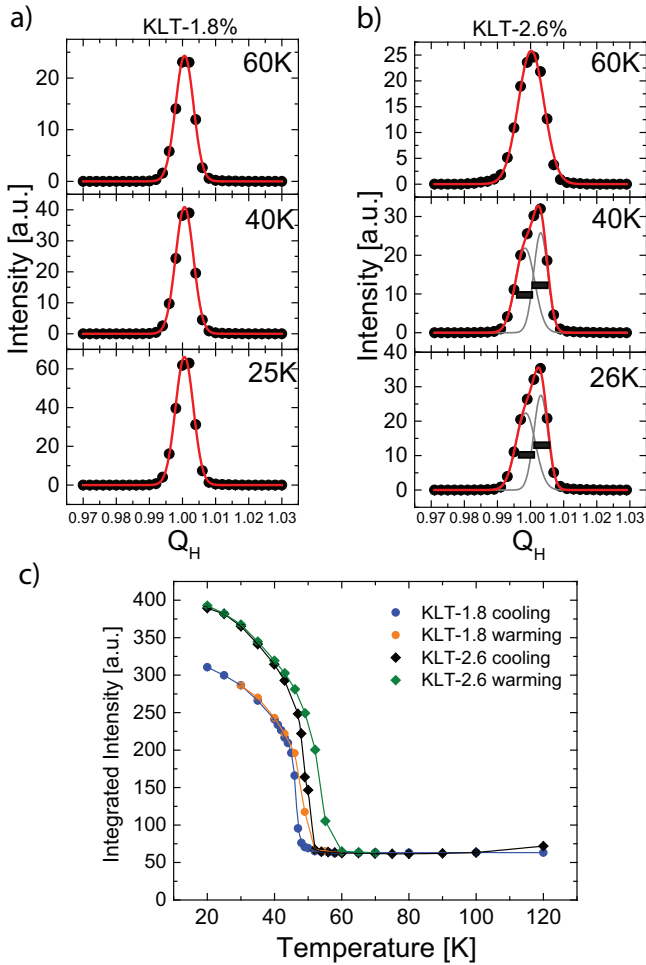 a)
KLT-1.8%
60K
20
10
0
40K
40
30
20
10
0
25K
60
40
20
0
0.97 0.98 0.99 1.00 1.01 1.02 1.03
Q_H
Intensity [a.u.]
b)
KLT-2.6%
60K
25
20
15
10
5
0
40K
30
20
10
0
26K
40
30
20
10
0
0.97 0.98 0.99 1.00 1.01 1.02 1.03
Q_H
Intensity [a.u.]
c)
KLT-1.8 cooling
KLT-1.8 warming
KLT-2.6 cooling
KLT-2.6 warming
400
350
300
250
200
150
100
50
0
Integrated Intensity [a.u.]
20 40 60 80 100 120
Temperature [K]